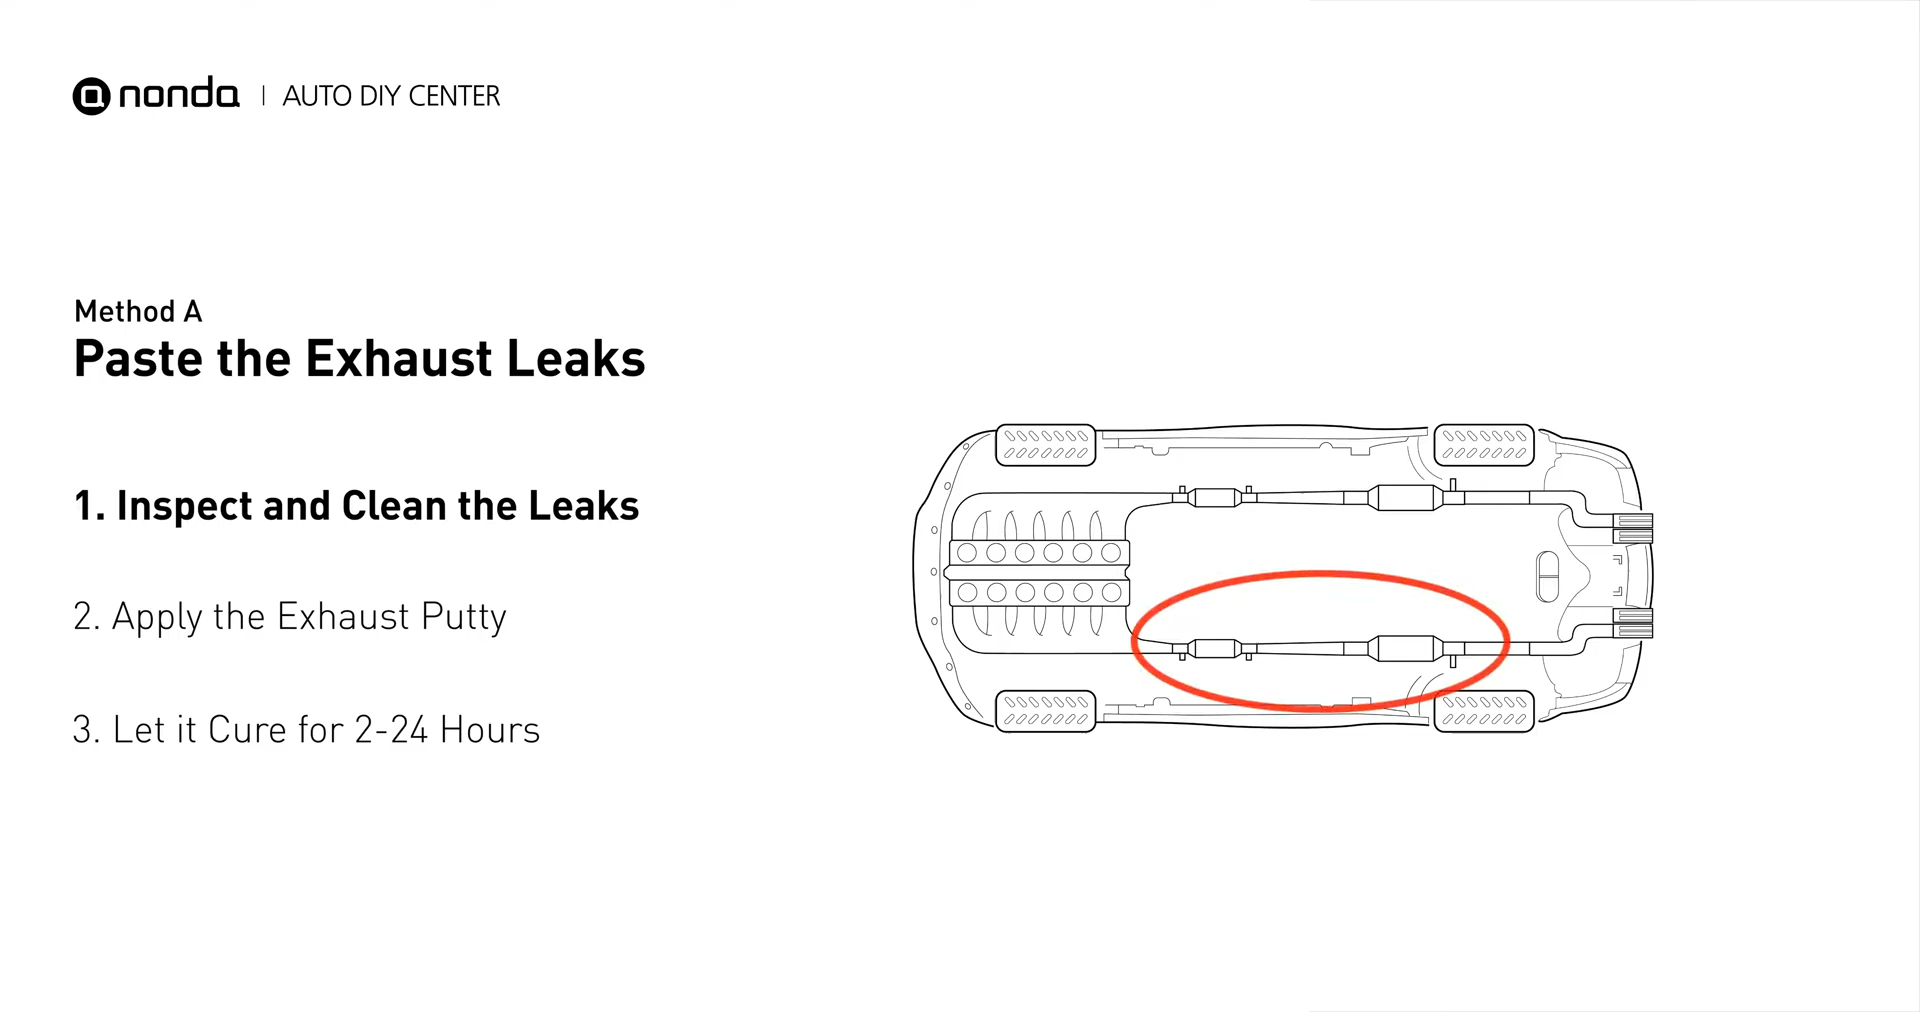 nonda | AUTO DIY CENTER
Method A
Paste the Exhaust Leaks
1. Inspect and Clean the Leaks
2. Apply the Exhaust Putty
3. Let it Cure for 2-24 Hours